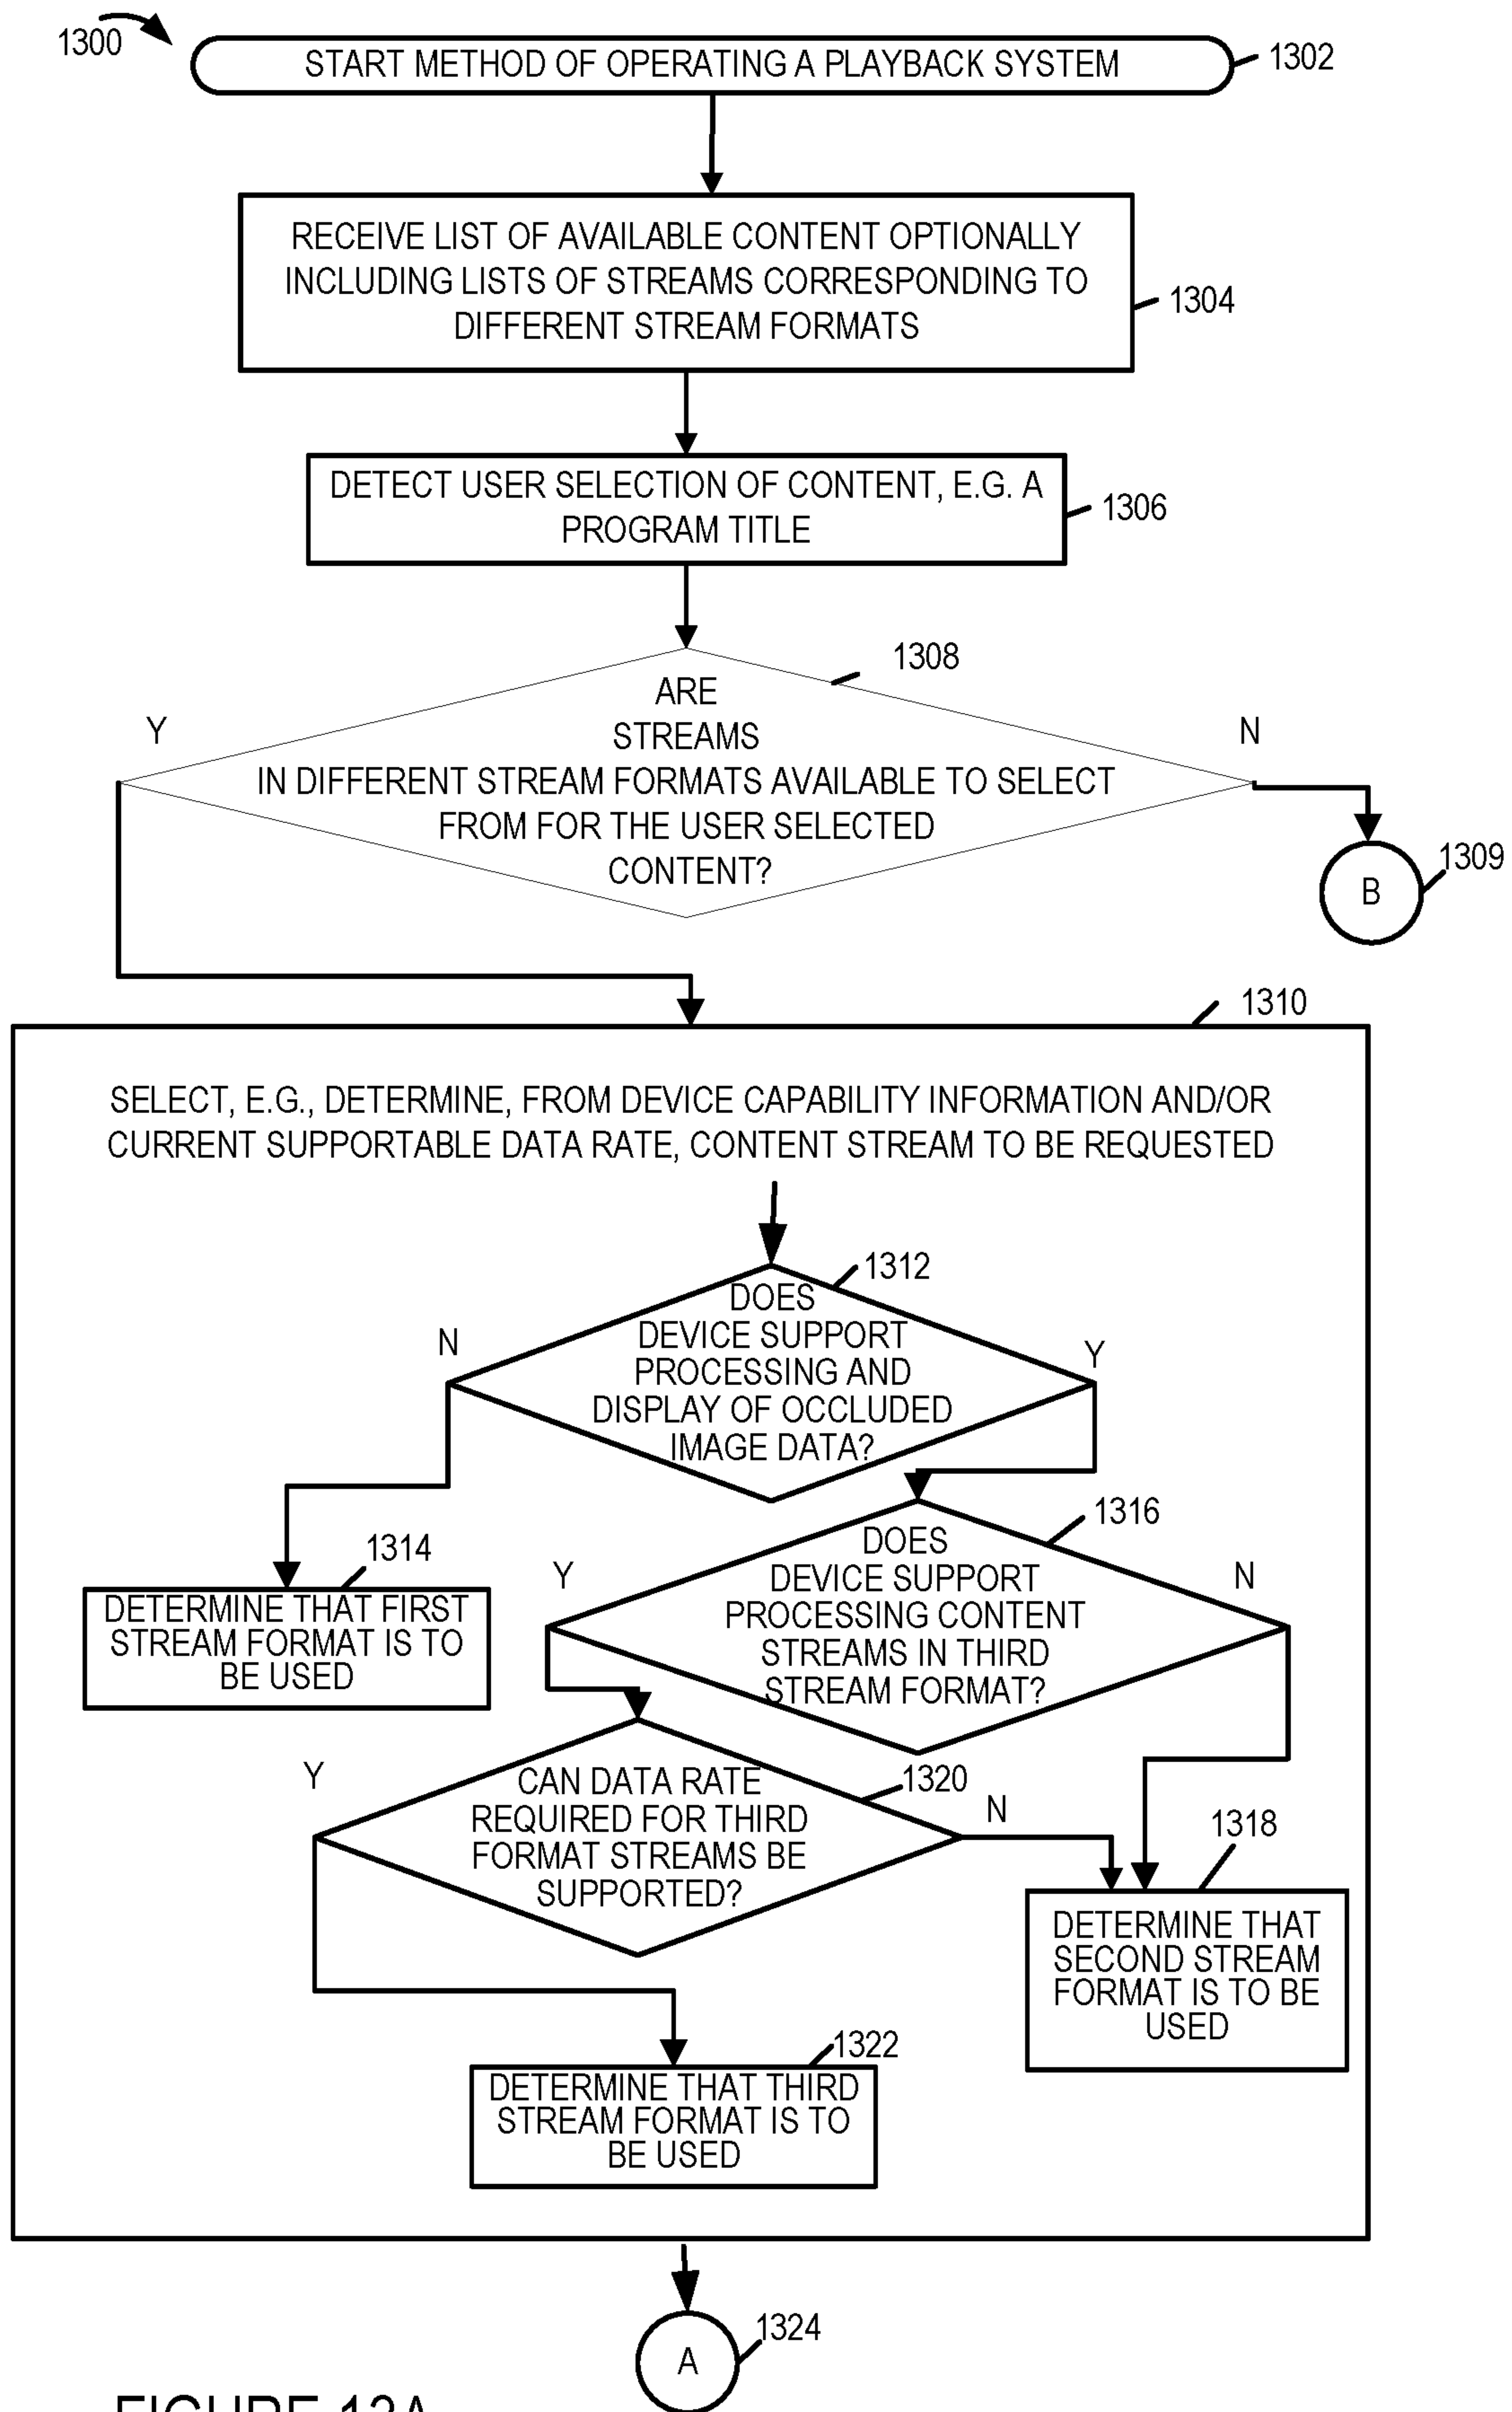 1300
START METHOD OF OPERATING A PLAYBACK SYSTEM
1302
RECEIVE LIST OF AVAILABLE CONTENT OPTIONALLY
INCLUDING LISTS OF STREAMS CORRESPONDING TO
DIFFERENT STREAM FORMATS
1304
DETECT USER SELECTION OF CONTENT, E.G. A
PROGRAM TITLE
1306
1308
ARE
STREAMS
IN DIFFERENT STREAM FORMATS AVAILABLE TO SELECT
FROM FOR THE USER SELECTED
CONTENT?
Y
N
B
1309
1310
SELECT, E.G., DETERMINE, FROM DEVICE CAPABILITY INFORMATION AND/OR
CURRENT SUPPORTABLE DATA RATE, CONTENT STREAM TO BE REQUESTED
1312
DOES
DEVICE SUPPORT
PROCESSING AND
DISPLAY OF OCCLUDED
IMAGE DATA?
N
Y
1314
DETERMINE THAT FIRST
STREAM FORMAT IS TO
BE USED
1316
DOES
DEVICE SUPPORT
PROCESSING CONTENT
STREAMS IN THIRD
STREAM FORMAT?
Y
N
1320
CAN DATA RATE
REQUIRED FOR THIRD
FORMAT STREAMS BE
SUPPORTED?
Y
N
1318
DETERMINE THAT
SECOND STREAM
FORMAT IS TO BE
USED
1322
DETERMINE THAT THIRD
STREAM FORMAT IS TO
BE USED
A
1324
FIGURE 13A